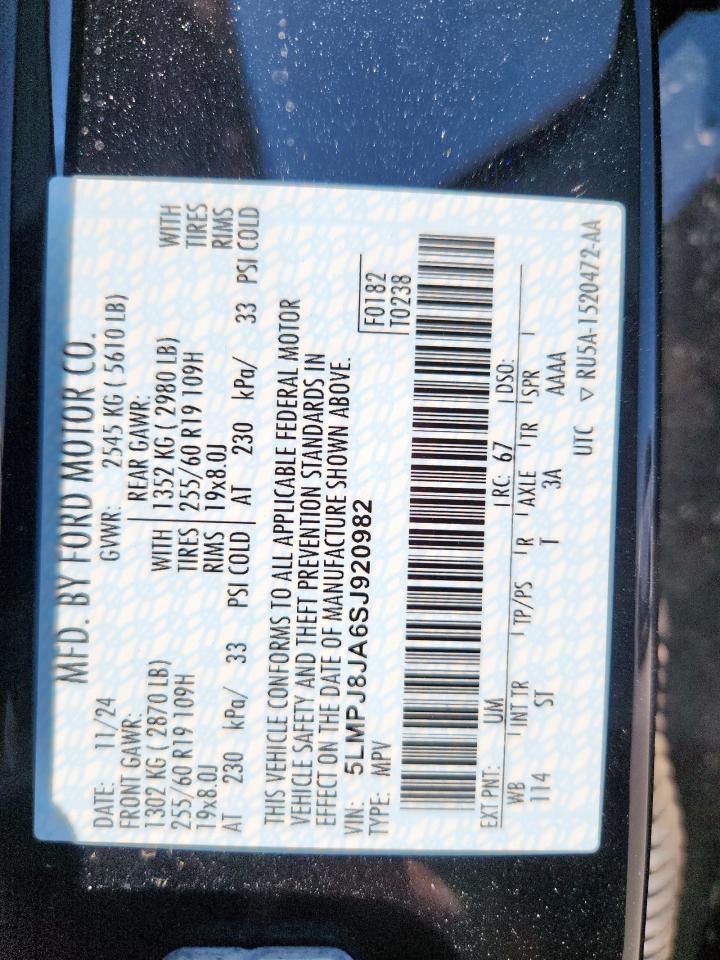 MFD. BY FORD MOTOR CO.
DATE: 11/24 GVWR: 2545 KG ( 5610 LB)
FRONT GAWR: REAR GAWR:
1302 KG ( 2870 LB) WITH 1352 KG ( 2980 LB) WITH
255/60 R19 109H TIRES 255/60 R19 109H TIRES
19x8.0J RIMS 19x8.0J RIMS
AT 230 kPa/ 33 PSI COLD AT 230 kPa/ 33 PSI COLD
THIS VEHICLE CONFORMS TO ALL APPLICABLE FEDERAL MOTOR
VEHICLE SAFETY AND THEFT PREVENTION STANDARDS IN
EFFECT ON THE DATE OF MANUFACTURE SHOWN ABOVE.
VIN: 5LMPJ8JA6SJ920982 F0182
TYPE: MPV T0238
EXT PNT: UM RC: 67 DSO:
WB INT TR TP/PS R AXLE TR SPR
114 ST T 3A AAAA
UTC ▽ RU5A-1520472-AA